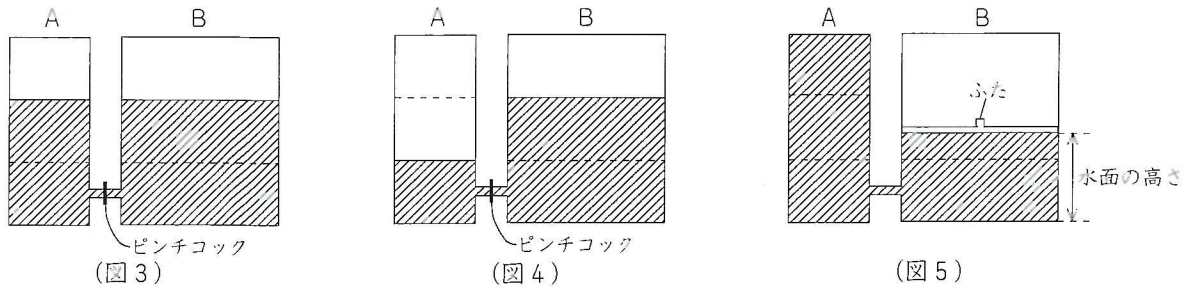 A B
ピンチコック
(図3)
A B
ピンチコック
(図4)
A B
ふた
水面の高さ
(図5)